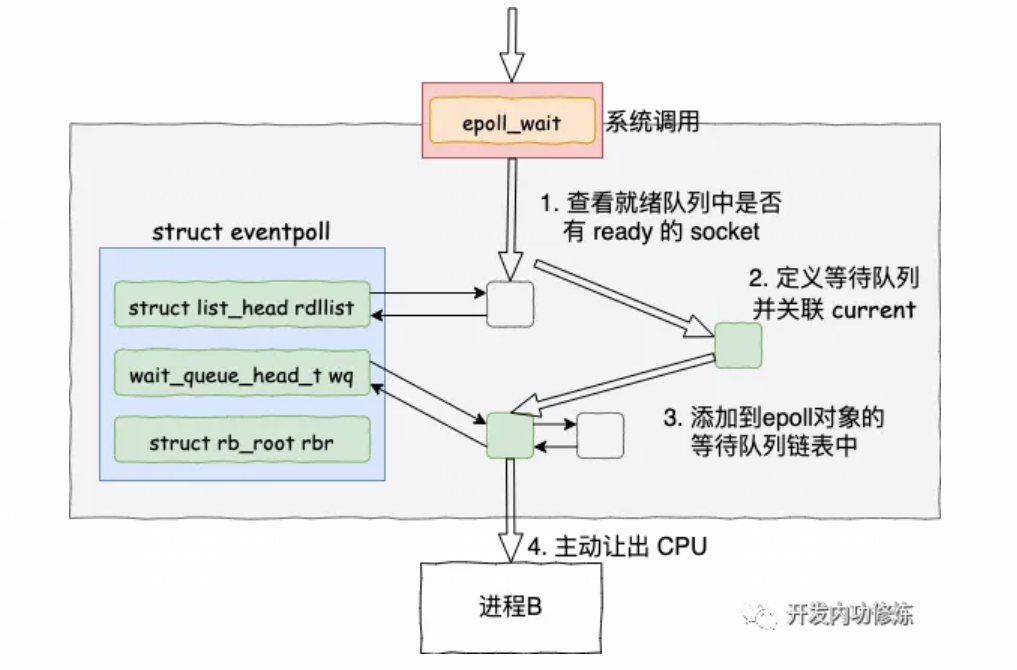 epoll_wait
系统调用
1. 查看就绪队列中是否
有 ready 的 socket
struct eventpoll
struct list_head rdllist
wait_queue_head_t wq
struct rb_root rbr
2. 定义等待队列
并关联 current
3. 添加到epoll对象的
等待队列链表中
4. 主动让出 CPU
进程B
开发内功修炼